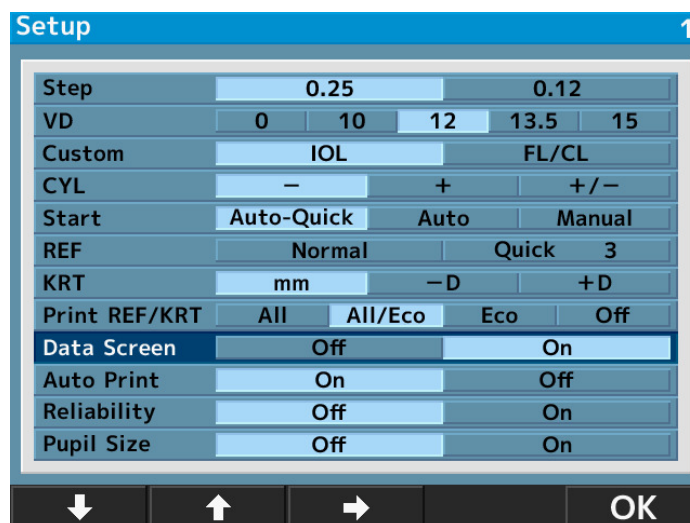 Setup 1
Step 0.25 0.12
VD 0 10 12 13.5 15
Custom IOL FL/CL
CYL − + +/−
Start Auto-Quick Auto Manual
REF Normal Quick 3
KRT mm −D +D
Print REF/KRT All All/Eco Eco Off
Data Screen Off On
Auto Print On Off
Reliability Off On
Pupil Size Off On
OK